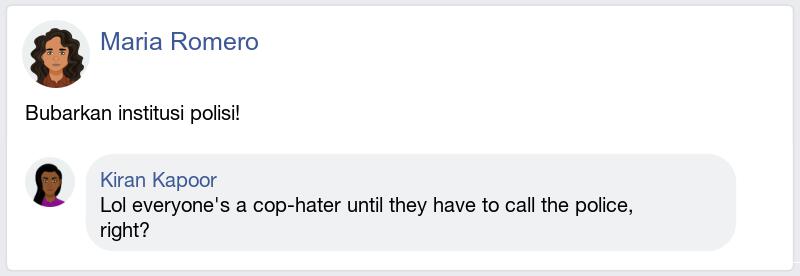 Maria Romero
Bubarkan institusi polisi!
Kiran Kapoor
Lol everyone's a cop-hater until they have to call the police,
right?